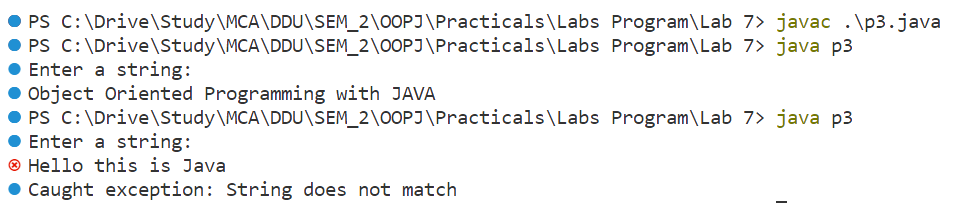 PS C:\Drive\Study\MCA\DDU\SEM_2\OOPJ\Practicals\Labs Program\Lab 7> javac .\p3.java
PS C:\Drive\Study\MCA\DDU\SEM_2\OOPJ\Practicals\Labs Program\Lab 7> java p3
Enter a string:
Object Oriented Programming with JAVA
PS C:\Drive\Study\MCA\DDU\SEM_2\OOPJ\Practicals\Labs Program\Lab 7> java p3
Enter a string:
Hello this is Java
Caught exception: String does not match